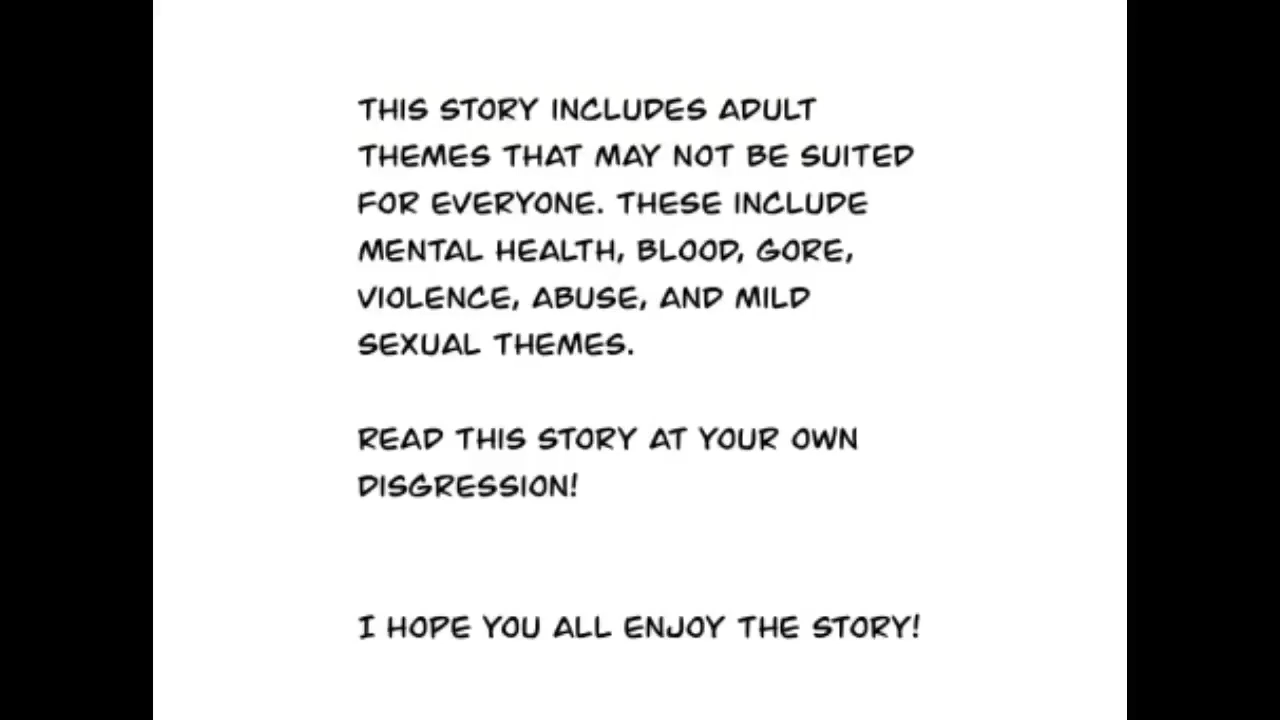 THIS STORY INCLUDES ADULT
THEMES THAT MAY NOT BE SUITED
FOR EVERYONE. THESE INCLUDE
MENTAL HEALTH, BLOOD, GORE,
VIOLENCE, ABUSE, AND MILD
SEXUAL THEMES.
READ THIS STORY AT YOUR OWN
DISGRESSION!
I HOPE YOU ALL ENJOY THE STORY!